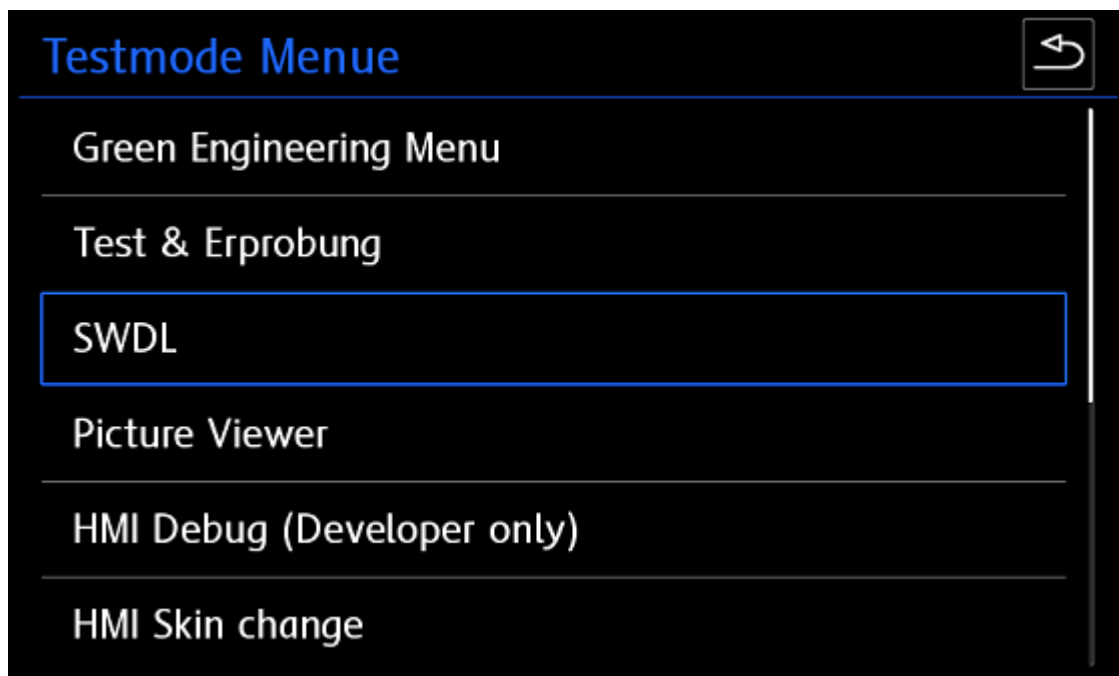 Testmode Menue
Green Engineering Menu
Test & Erprobung
SWDL
Picture Viewer
HMI Debug (Developer only)
HMI Skin change